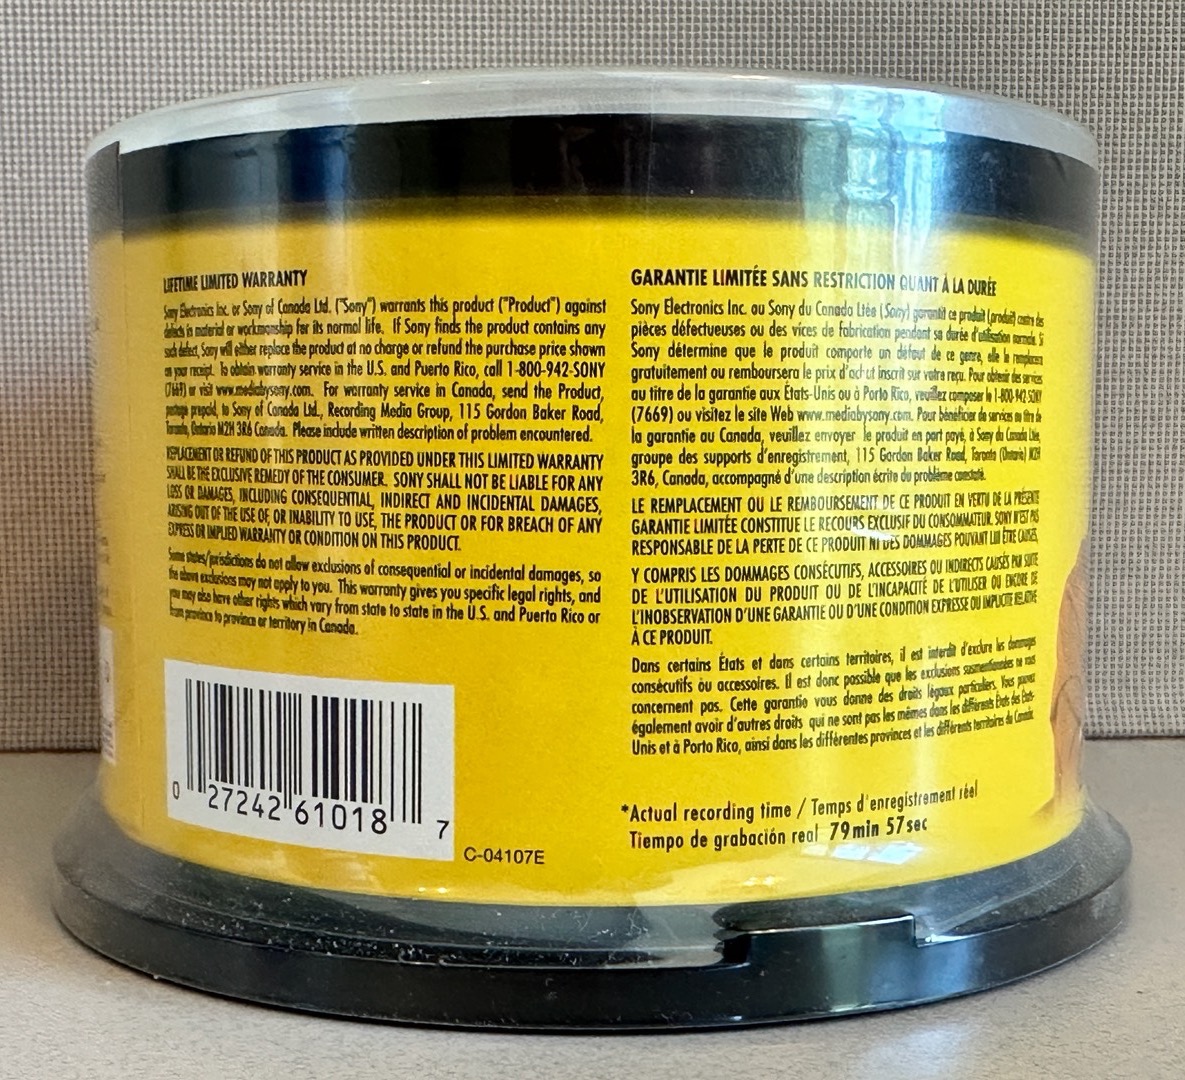 LIFETIME LIMITED WARRANTY
Sony Electronics Inc. or Sony of Canada Ltd. ("Sony") warrants this product ("Product") against
defects in material or workmanship for its normal life. If Sony finds the product contains any
such defect, Sony will either replace the product at no charge or refund the purchase price shown
on your receipt. To obtain warranty service in the U.S. and Puerto Rico, call 1-800-942-SONY
(7669) or visit www.mediabysony.com. For warranty service in Canada, send the Product,
postage prepaid, to Sony of Canada Ltd., Recording Media Group, 115 Gordon Baker Road,
Toronto, Ontario M2H 3R6 Canada. Please include written description of problem encountered.
REPLACEMENT OR REFUND OF THIS PRODUCT AS PROVIDED UNDER THIS LIMITED WARRANTY
SHALL BE THE EXCLUSIVE REMEDY OF THE CONSUMER. SONY SHALL NOT BE LIABLE FOR ANY
LOSS OR DAMAGES, INCLUDING CONSEQUENTIAL, INDIRECT AND INCIDENTAL DAMAGES,
ARISING OUT OF THE USE OF, OR INABILITY TO USE, THE PRODUCT OR FOR BREACH OF ANY
EXPRESS OR IMPLIED WARRANTY OR CONDITION ON THIS PRODUCT.
Some states/jurisdictions do not allow exclusions of consequential or incidental damages, so
the above exclusions may not apply to you. This warranty gives you specific legal rights, and
you may also have other rights which vary from state to state in the U.S. and Puerto Rico or
from province to province or territory in Canada.
0 27242 61018 7
C-04107E
GARANTIE LIMITÉE SANS RESTRICTION QUANT À LA DURÉE
Sony Electronics Inc. ou Sony du Canada Ltée (Sony) garantit ce produit (produit) contre des
pièces défectueuses ou des vices de fabrication pendant sa durée d'utilisation normale. Si
Sony détermine que le produit comporte un défaut de ce genre, elle le remplacera
gratuitement ou remboursera le prix d'achat inscrit sur votre reçu. Pour obtenir des services
au titre de la garantie aux États-Unis ou à Porto Rico, veuillez composer le 1-800-942-SONY
(7669) ou visitez le site Web www.mediabysony.com. Pour bénéficier de services au titre de
la garantie au Canada, veuillez envoyer le produit en port payé, à Sony du Canada Ltée,
groupe des supports d'enregistrement, 115 Gordon Baker Road, Toronto (Ontario) M2H
3R6, Canada, accompagné d'une description écrite du problème constaté.
LE REMPLACEMENT OU LE REMBOURSEMENT DE CE PRODUIT EN VERTU DE LA PRÉSENTE
GARANTIE LIMITÉE CONSTITUE LE RECOURS EXCLUSIF DU CONSOMMATEUR. SONY N'EST PAS
RESPONSABLE DE LA PERTE DE CE PRODUIT NI DES DOMMAGES POUVANT LUI ÊTRE CAUSÉS,
Y COMPRIS LES DOMMAGES CONSÉCUTIFS, ACCESSOIRES OU INDIRECTS CAUSÉS PAR SUITE
DE L'UTILISATION DU PRODUIT OU DE L'INCAPACITÉ DE L'UTILISER OU ENCORE DE
L'INOBSERVATION D'UNE GARANTIE OU D'UNE CONDITION EXPRESSE OU IMPLICITE RELATIVE
À CE PRODUIT.
Dans certains États et dans certains territoires, il est interdit d'exclure les dommages
consécutifs ou accessoires. Il est donc possible que les exclusions susmentionnées ne vous
concernent pas. Cette garantie vous donne des droits légaux particuliers. Vous pouvez
également avoir d'autres droits qui ne sont pas les mêmes dans les différents États des États-
Unis et à Porto Rico, ainsi dans les différentes provinces et les différents territoires du Canada.
*Actual recording time / Temps d'enregistrement réel
Tiempo de grabación real 79min 57sec